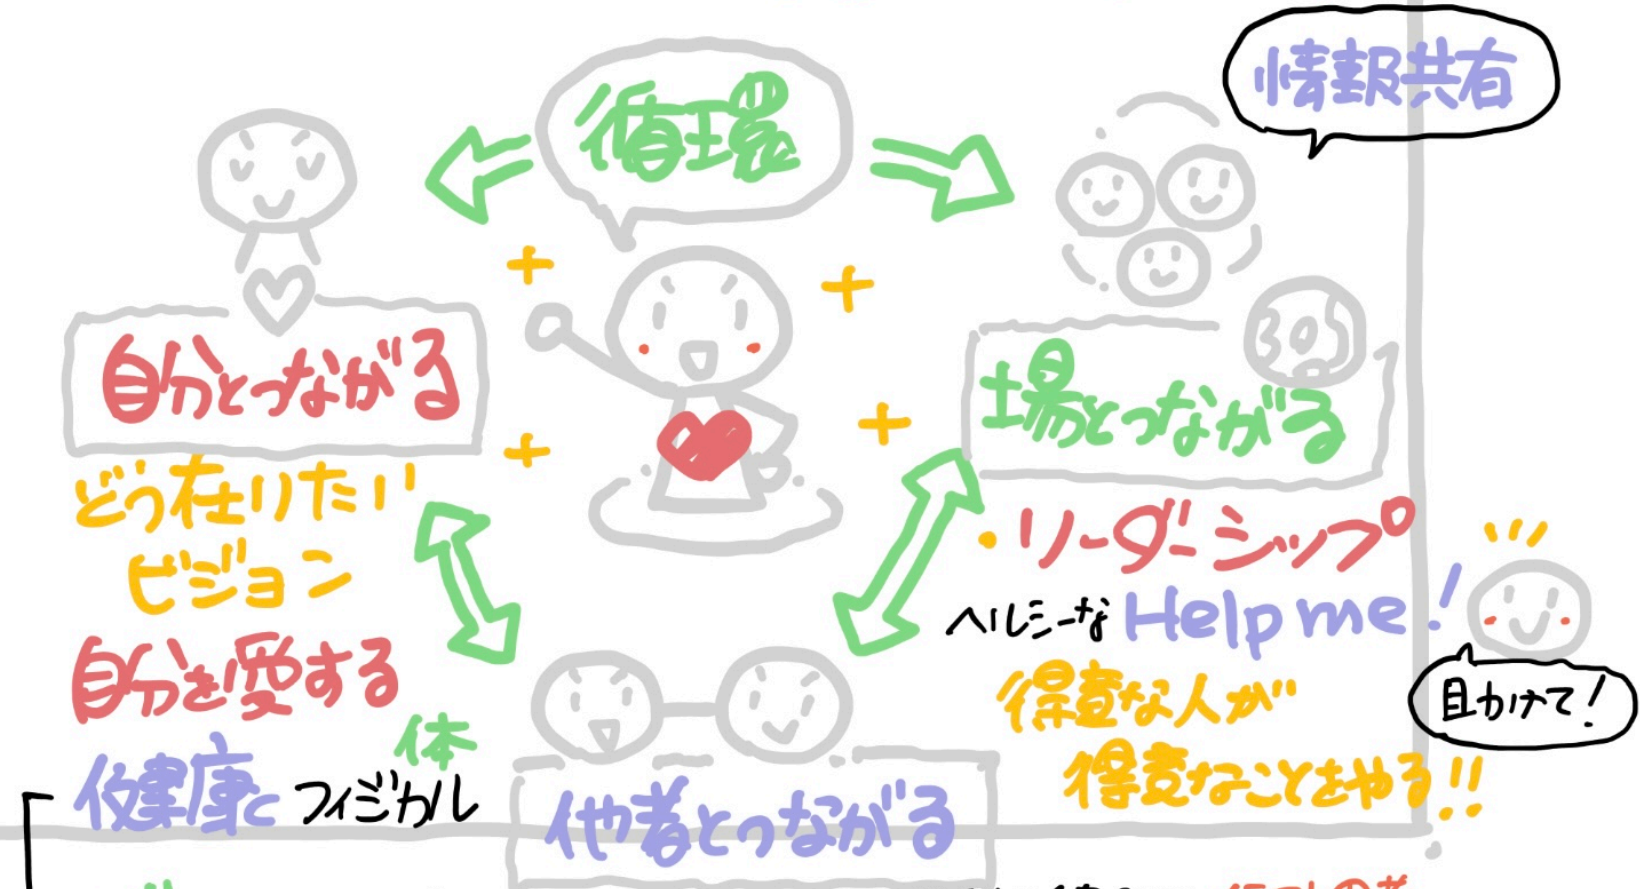 情報共有
循環
自分とつながる
どう在りたい
ビジョン
自分を愛する
健康に 体 フィジカル
場とつながる
・リーダーシップ
ヘルシーな Help me!
助けて!
得意な人が
得意なことをやる!!
他者とつながる